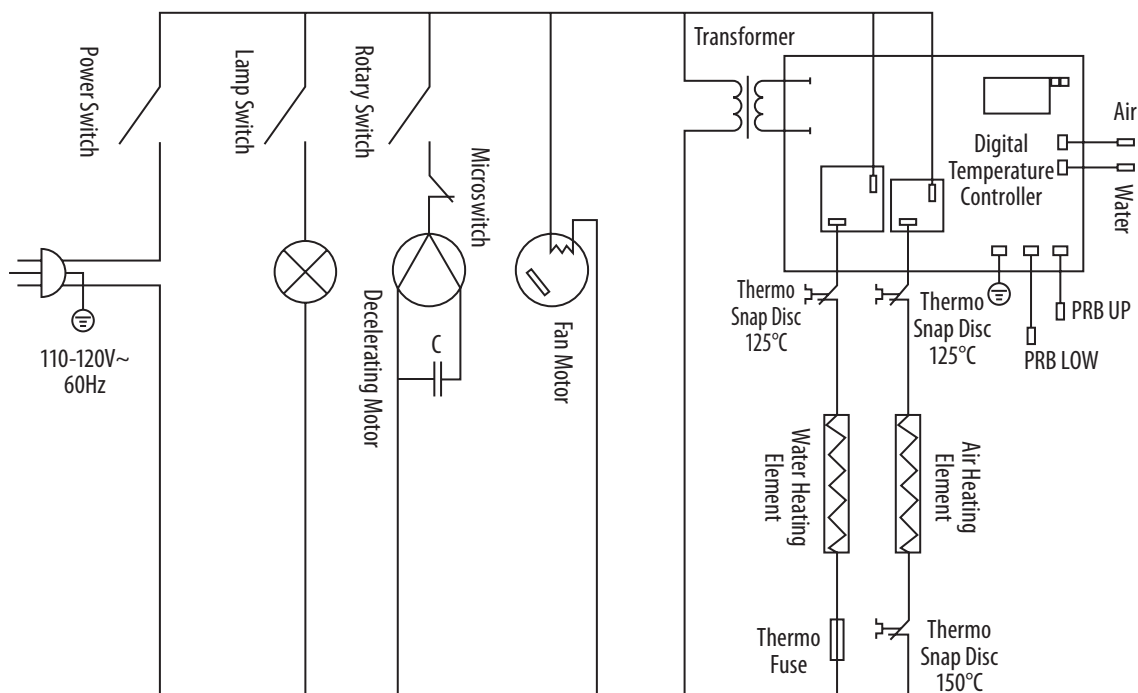 Power Switch
Lamp Switch
Rotary Switch
Microswitch
Transformer
Digital
Temperature
Controller
Air
Water
110-120V~
60Hz
Decelerating Motor
C
Fan Motor
Thermo
Snap Disc
125°C
Thermo
Snap Disc
125°C
PRB UP
PRB LOW
Water Heating
Element
Air Heating
Element
Thermo
Fuse
Thermo
Snap Disc
150°C